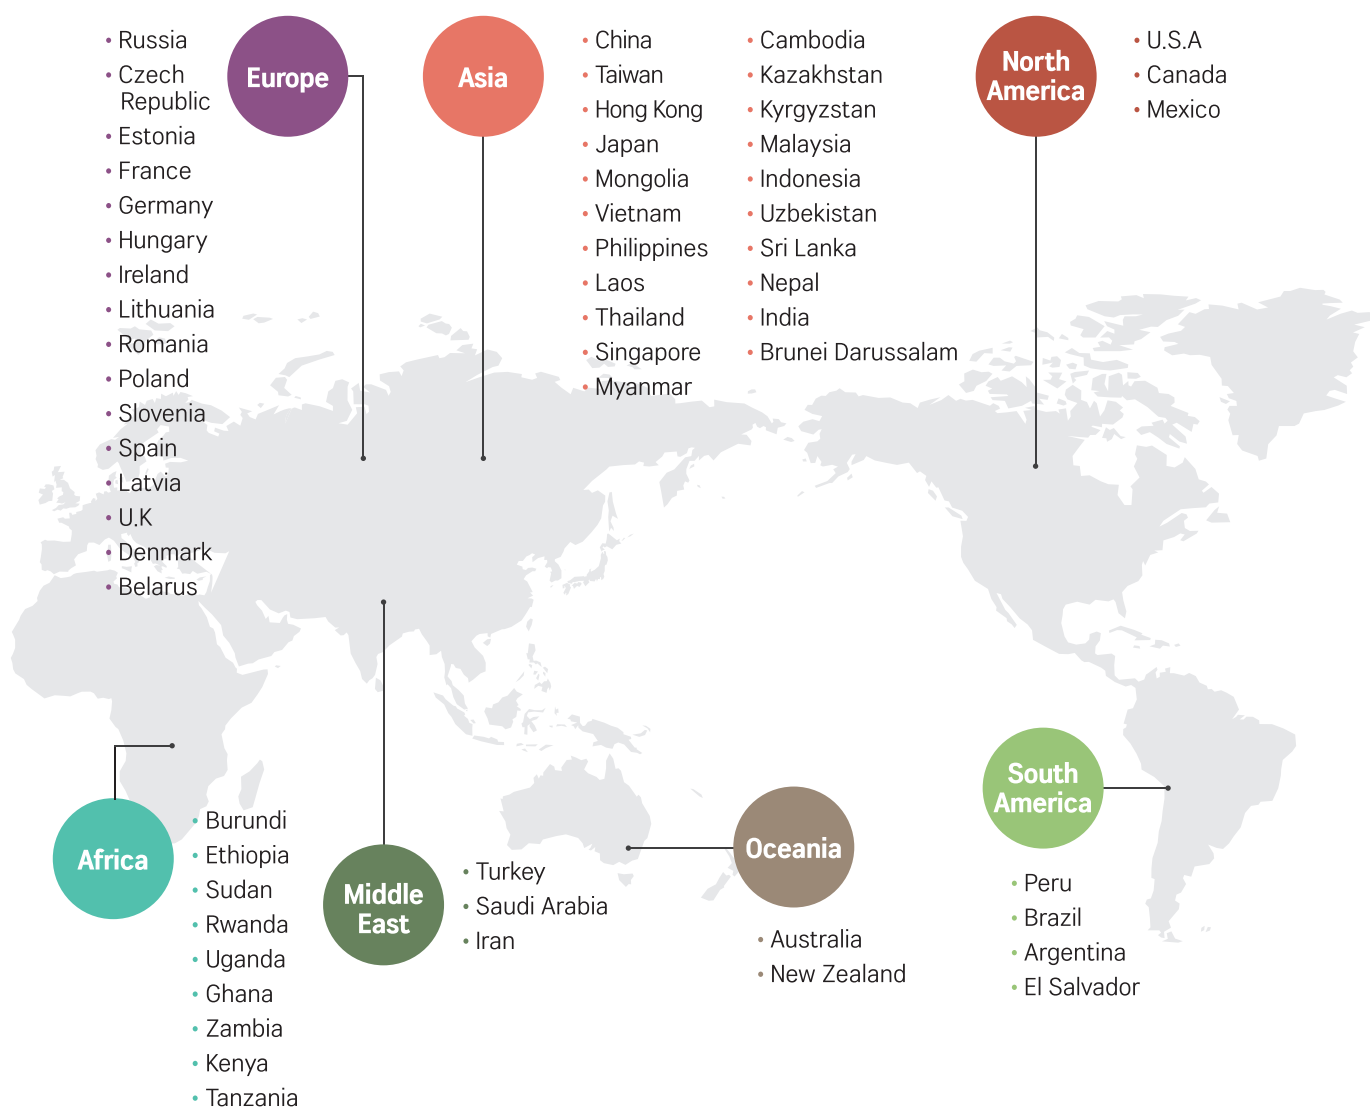 Europe
Russia
Czech
Republic
Estonia
France
Germany
Hungary
Ireland
Lithuania
Romania
Poland
Slovenia
Spain
Latvia
U.K
Denmark
Belarus
Asia
China
Taiwan
Hong Kong
Japan
Mongolia
Vietnam
Philippines
Laos
Thailand
Singapore
Myanmar
Cambodia
Kazakhstan
Kyrgyzstan
Malaysia
Indonesia
Uzbekistan
Sri Lanka
Nepal
India
Brunei Darussalam
North
America
U.S.A
Canada
Mexico
Africa
Burundi
Ethiopia
Sudan
Rwanda
Uganda
Ghana
Zambia
Kenya
Tanzania
Middle
East
Turkey
Saudi Arabia
Iran
Oceania
Australia
New Zealand
South
America
Peru
Brazil
Argentina
El Salvador